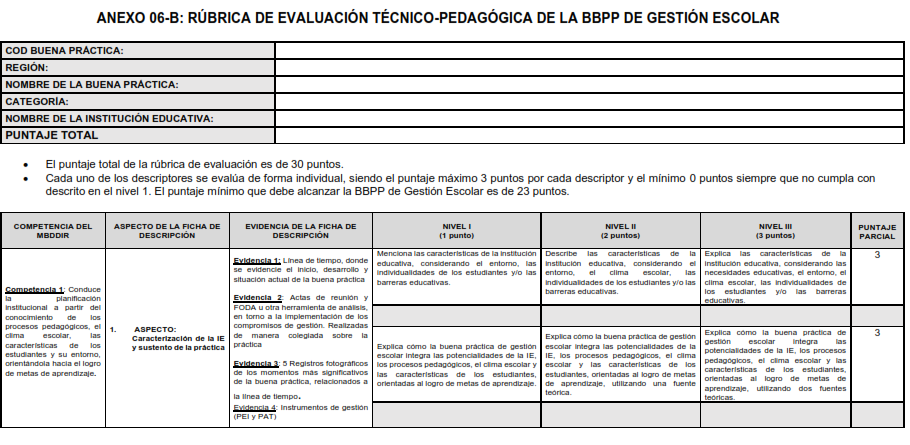 ANEXO 06-B: RÚBRICA DE EVALUACIÓN TÉCNICO-PEDAGÓGICA DE LA BBPP DE GESTIÓN ESCOLAR
COD BUENA PRÁCTICA:
REGIÓN:
NOMBRE DE LA BUENA PRÁCTICA:
CATEGORÍA:
NOMBRE DE LA INSTITUCIÓN EDUCATIVA:
PUNTAJE TOTAL
• El puntaje total de la rúbrica de evaluación es de 30 puntos.
• Cada uno de los descriptores se evalúa de forma individual, siendo el puntaje máximo 3 puntos por cada descriptor y el mínimo 0 puntos siempre que no cumpla con
descrito en el nivel 1. El puntaje mínimo que debe alcanzar la BBPP de Gestión Escolar es de 23 puntos.
COMPETENCIA DEL
MBDDIR
ASPECTO DE LA FICHA DE
DESCRIPCIÓN
EVIDENCIA DE LA FICHA DE
DESCRIPCIÓN
NIVEL I
(1 punto)
NIVEL II
(2 puntos)
NIVEL III
(3 puntos)
PUNTAJE
PARCIAL
Competencia 1: Conduce
la planificación
institucional a partir del
conocimiento de los
procesos pedagógicos, el
clima escolar, las
características de los
estudiantes y su entorno,
orientándola hacia el logro
de metas de aprendizaje.
1. ASPECTO:
Caracterización de la IE
y sustento de la práctica
Evidencia 1: Línea de tiempo, donde
se evidencie el inicio, desarrollo y
situación actual de la buena práctica
Evidencia 2: Actas de reunión y
FODA u otra herramienta de análisis,
en torno a la implementación de los
compromisos de gestión. Realizadas
de manera colegiada sobre la
práctica
Evidencia 3: 5 Registros fotográficos
de los momentos más significativos
de la buena práctica, relacionados a
la línea de tiempo.
Evidencia 4: Instrumentos de gestión
(PEI y PAT)
Menciona las características de la institución
educativa, considerando el entorno, las
individualidades de los estudiantes y/o las
barreras educativas.
Describe las características de la
institución educativa, considerando el
entorno, el clima escolar, las
individualidades de los estudiantes y/o las
barreras educativas.
Explica las características de la
institución educativa, considerando las
necesidades educativas, el entorno, el
clima escolar, las individualidades de
los estudiantes y/o las barreras
educativas.
3
Explica cómo la buena práctica de gestión
escolar integra las potencialidades de la IE,
los procesos pedagógicos, el clima escolar y
las características de los estudiantes,
orientadas al logro de metas de aprendizaje.
Explica cómo la buena práctica de gestión
escolar integra las potencialidades de la
IE, los procesos pedagógicos, el clima
escolar y las características de los
estudiantes, orientadas al logro de metas
de aprendizaje, utilizando una fuente
teórica.
Explica cómo la buena práctica de
gestión escolar integra las
potencialidades de la IE, los procesos
pedagógicos, el clima escolar y las
características de los estudiantes,
orientadas al logro de metas de
aprendizaje, utilizando dos fuentes
teóricas.
3